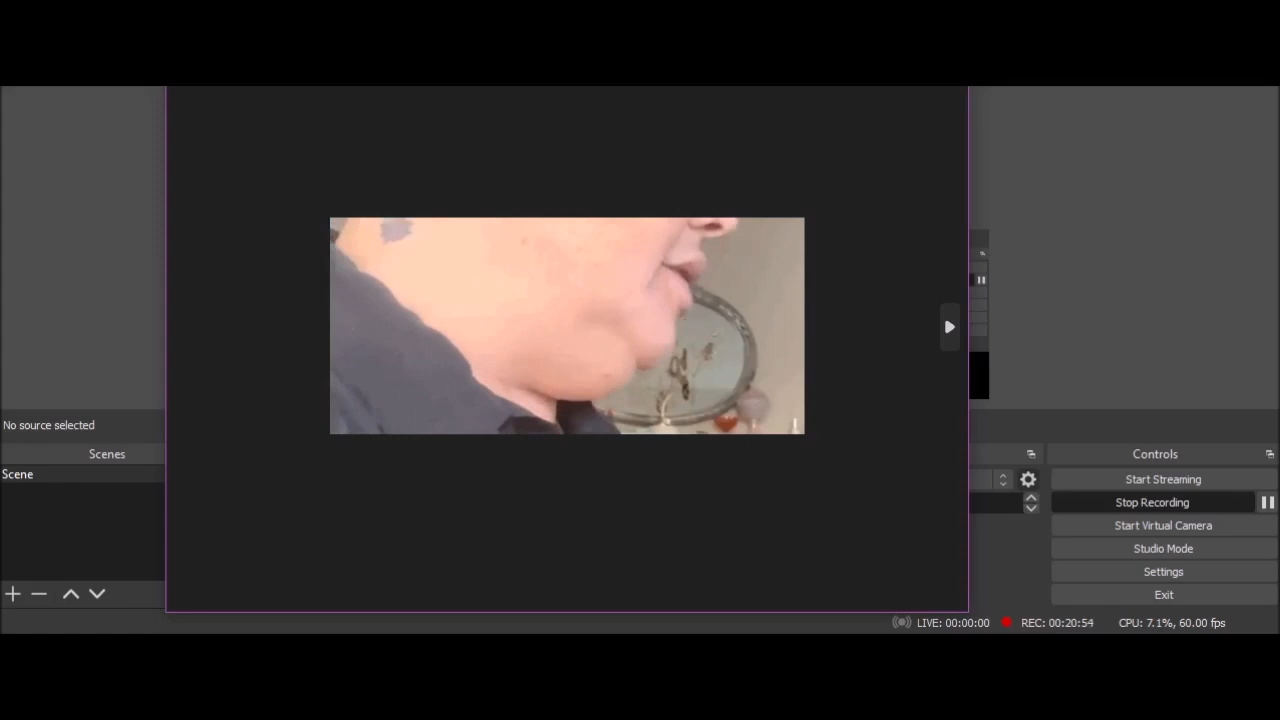 No source selected
Scenes
Scene
Controls
Start Streaming
Stop Recording
Start Virtual Camera
Studio Mode
Settings
Exit
LIVE: 00:00:00
REC: 00:20:54
CPU: 7.1%, 60.00 fps